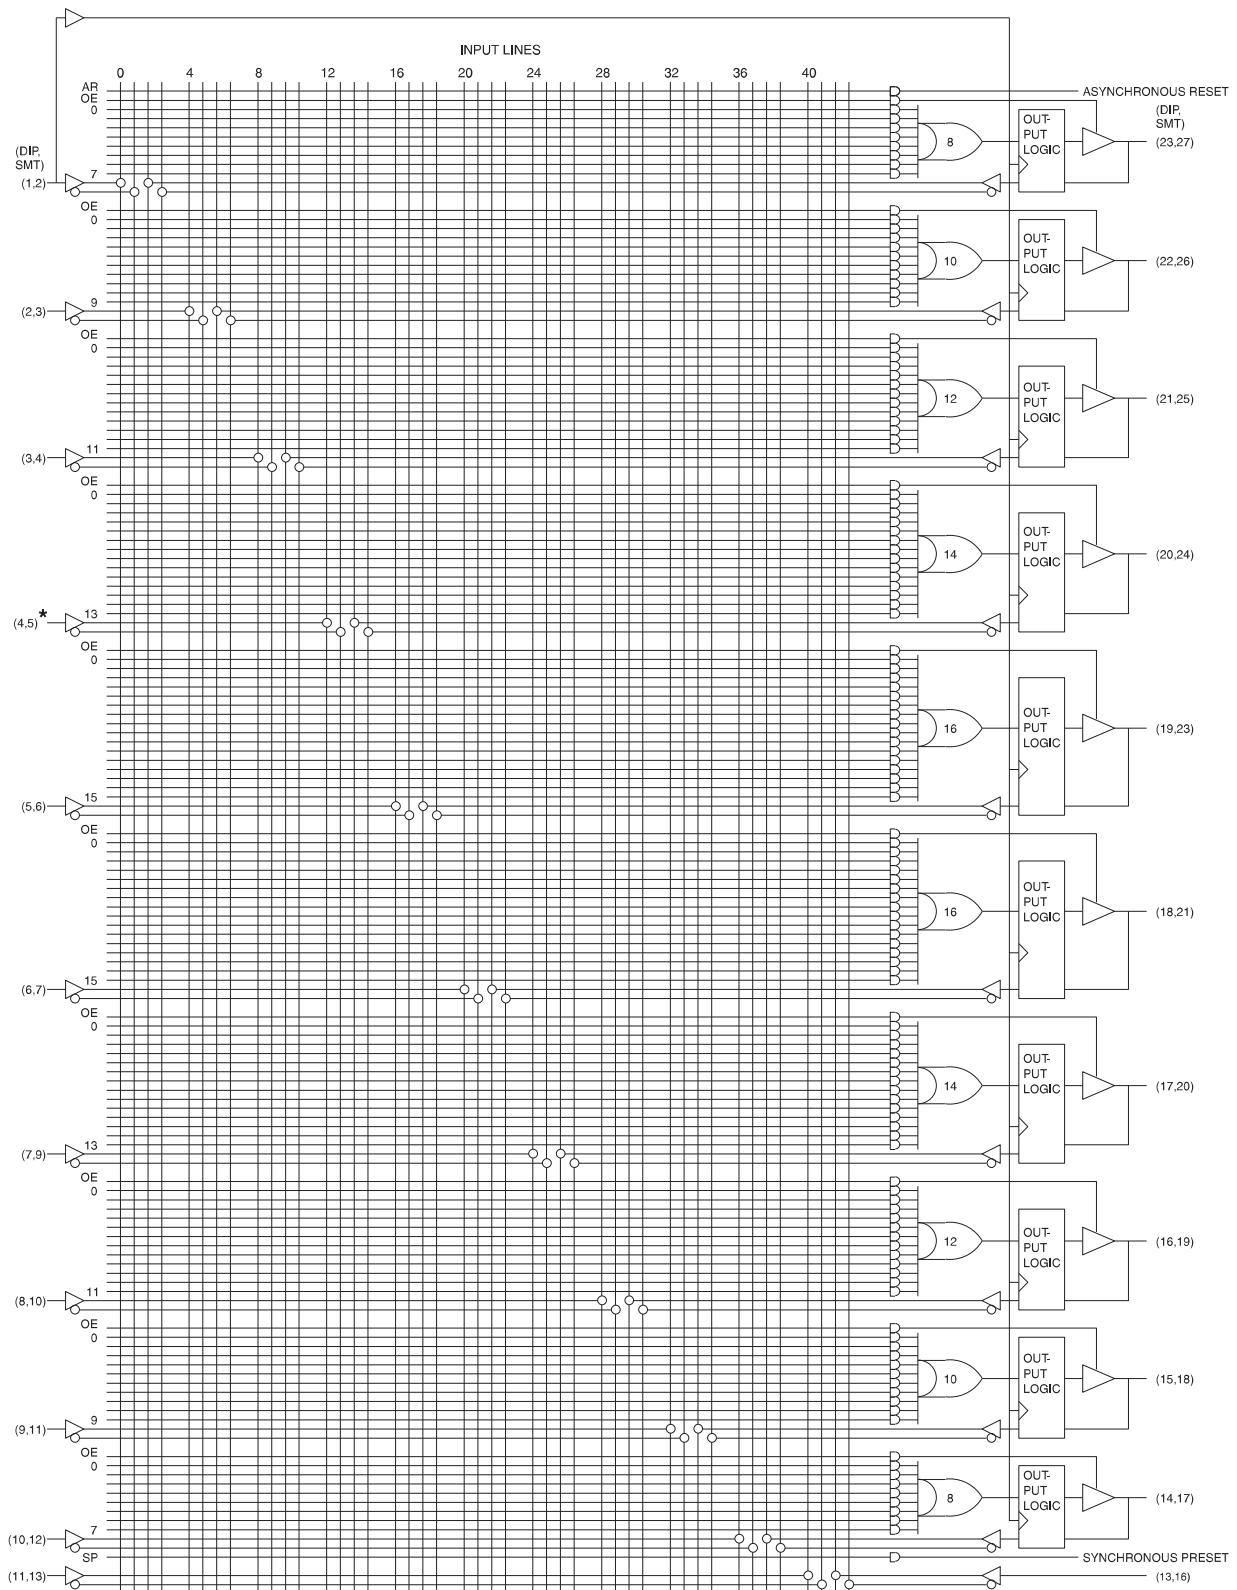 INPUT LINES
0 4 8 12 16 20 24 28 32 36 40
AR
ASYNCHRONOUS RESET
OE
0
(DIP,
SMT)
(DIP,
SMT)
8
OUT-
PUT
LOGIC
(23,27)
7
(1,2)
OE
0
10
OUT-
PUT
LOGIC
(22,26)
9
(2,3)
OE
0
12
OUT-
PUT
LOGIC
(21,25)
11
(3,4)
OE
0
14
OUT-
PUT
LOGIC
(20,24)
13
(4,5)*
OE
0
16
OUT-
PUT
LOGIC
(19,23)
15
(5,6)
OE
0
16
OUT-
PUT
LOGIC
(18,21)
15
(6,7)
OE
0
14
OUT-
PUT
LOGIC
(17,20)
13
(7,9)
OE
0
12
OUT-
PUT
LOGIC
(16,19)
11
(8,10)
OE
0
10
OUT-
PUT
LOGIC
(15,18)
9
(9,11)
OE
0
8
OUT-
PUT
LOGIC
(14,17)
7
(10,12)
SP
SYNCHRONOUS PRESET
(11,13)
(13,16)